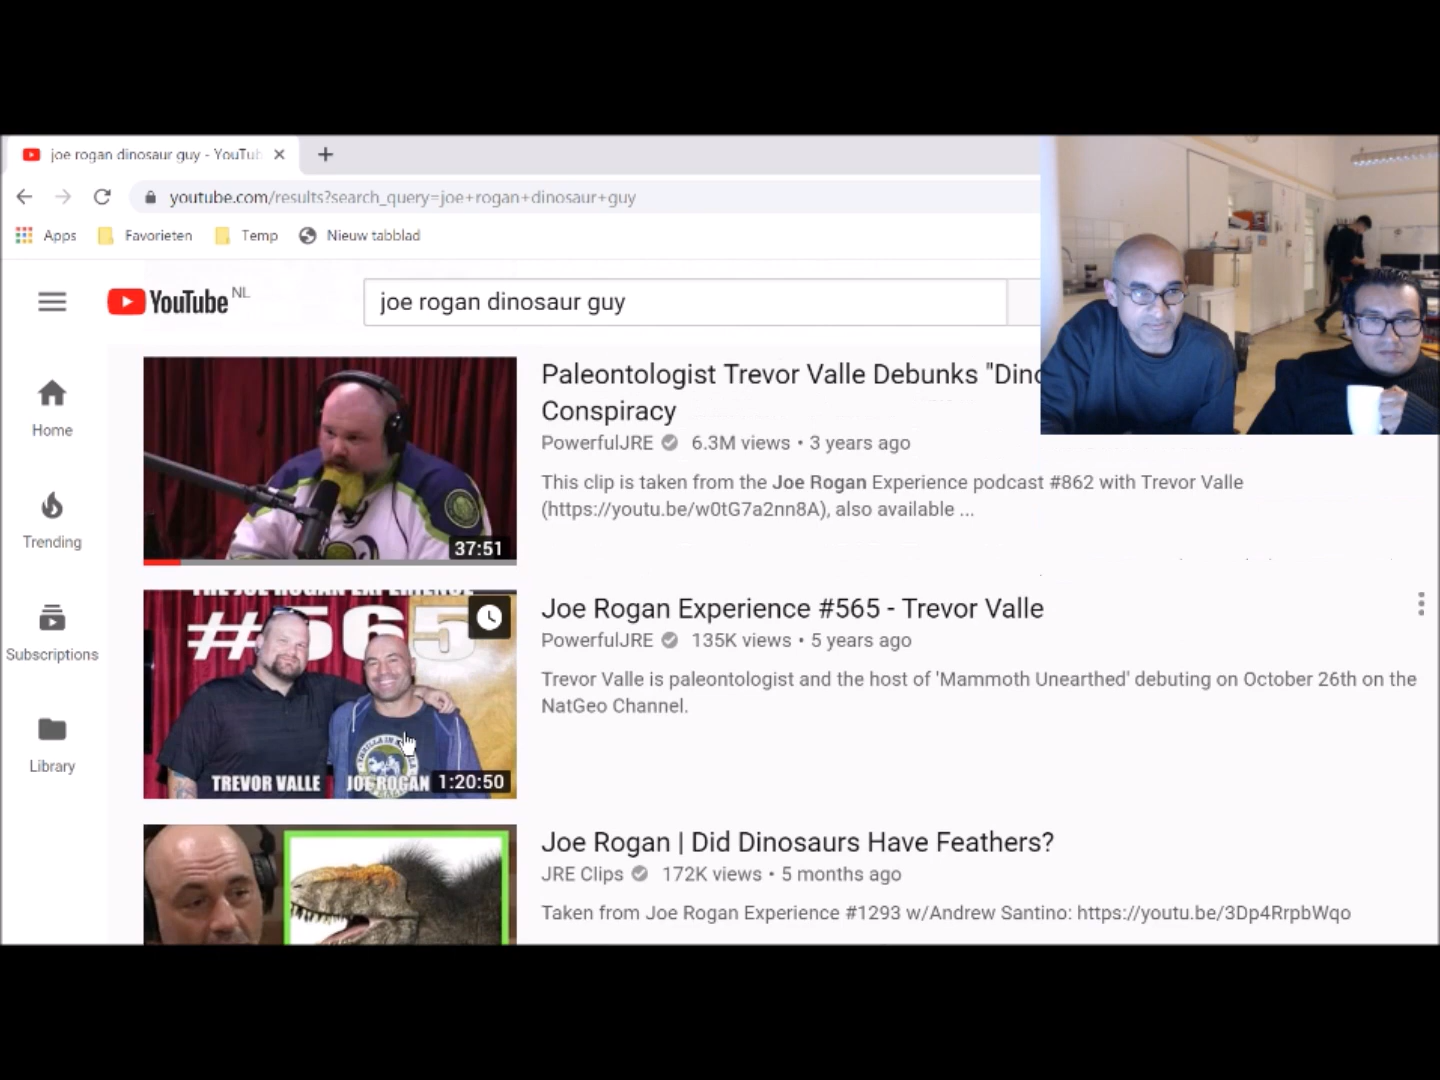 joe rogan dinosaur guy - YouTub
youtube.com/results?search_query=joe+rogan+dinosaur+guy
Apps Favorieten Temp Nieuw tabblad
YouTube NL
joe rogan dinosaur guy
Home
Trending
Subscriptions
Library
37:51
Paleontologist Trevor Valle Debunks "Dino
Conspiracy
PowerfulJRE 6.3M views • 3 years ago
This clip is taken from the Joe Rogan Experience podcast #862 with Trevor Valle
(https://youtu.be/w0tG7a2nn8A), also available ...
THE JOE ROGAN EXPERIENCE
#565
TREVOR VALLE JOE ROGAN
1:20:50
Joe Rogan Experience #565 - Trevor Valle
PowerfulJRE 135K views • 5 years ago
Trevor Valle is paleontologist and the host of 'Mammoth Unearthed' debuting on October 26th on the
NatGeo Channel.
Joe Rogan | Did Dinosaurs Have Feathers?
JRE Clips 172K views • 5 months ago
Taken from Joe Rogan Experience #1293 w/Andrew Santino: https://youtu.be/3Dp4RrpbWqo